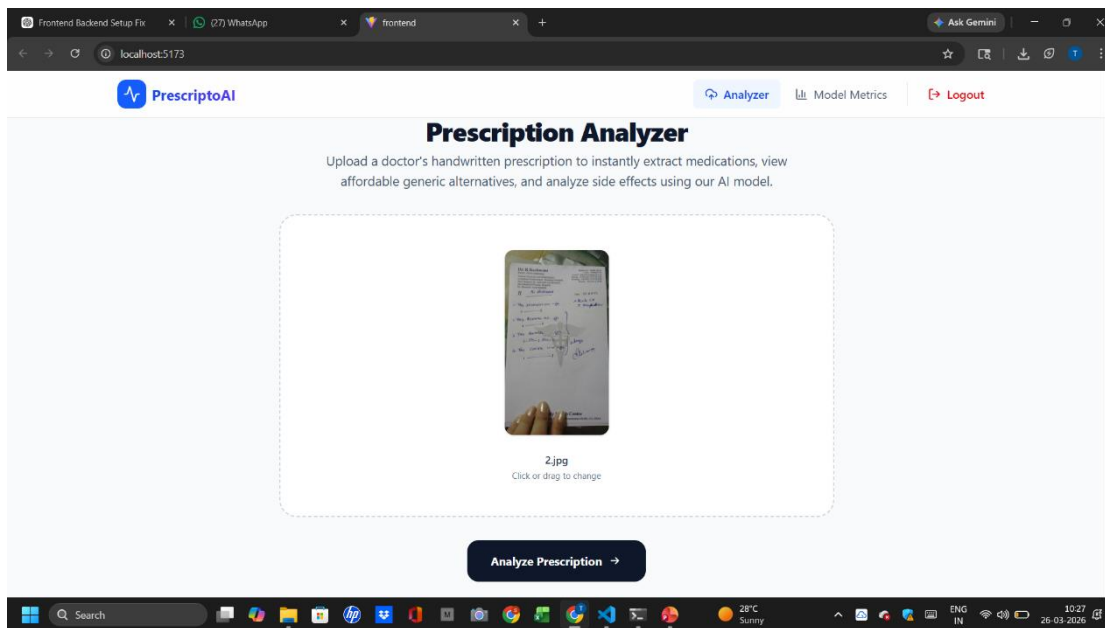 Frontend Backend Setup Fix
(27) WhatsApp
frontend
Ask Gemini
localhost:5173
T
PrescriptoAI
Analyzer
Model Metrics
Logout
Prescription Analyzer
Upload a doctor's handwritten prescription to instantly extract medications, view
affordable generic alternatives, and analyze side effects using our AI model.
2.jpg
Click or drag to change
Analyze Prescription →
Search
hp
28°C
Sunny
ENG
IN
10:27
26-03-2026